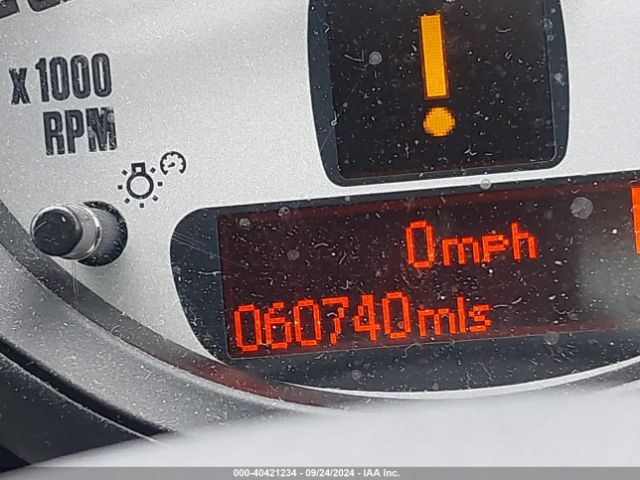 x 1000
RPM
!
0mph
060740mls
000-40421234 - 09/24/2024 - IAA Inc.